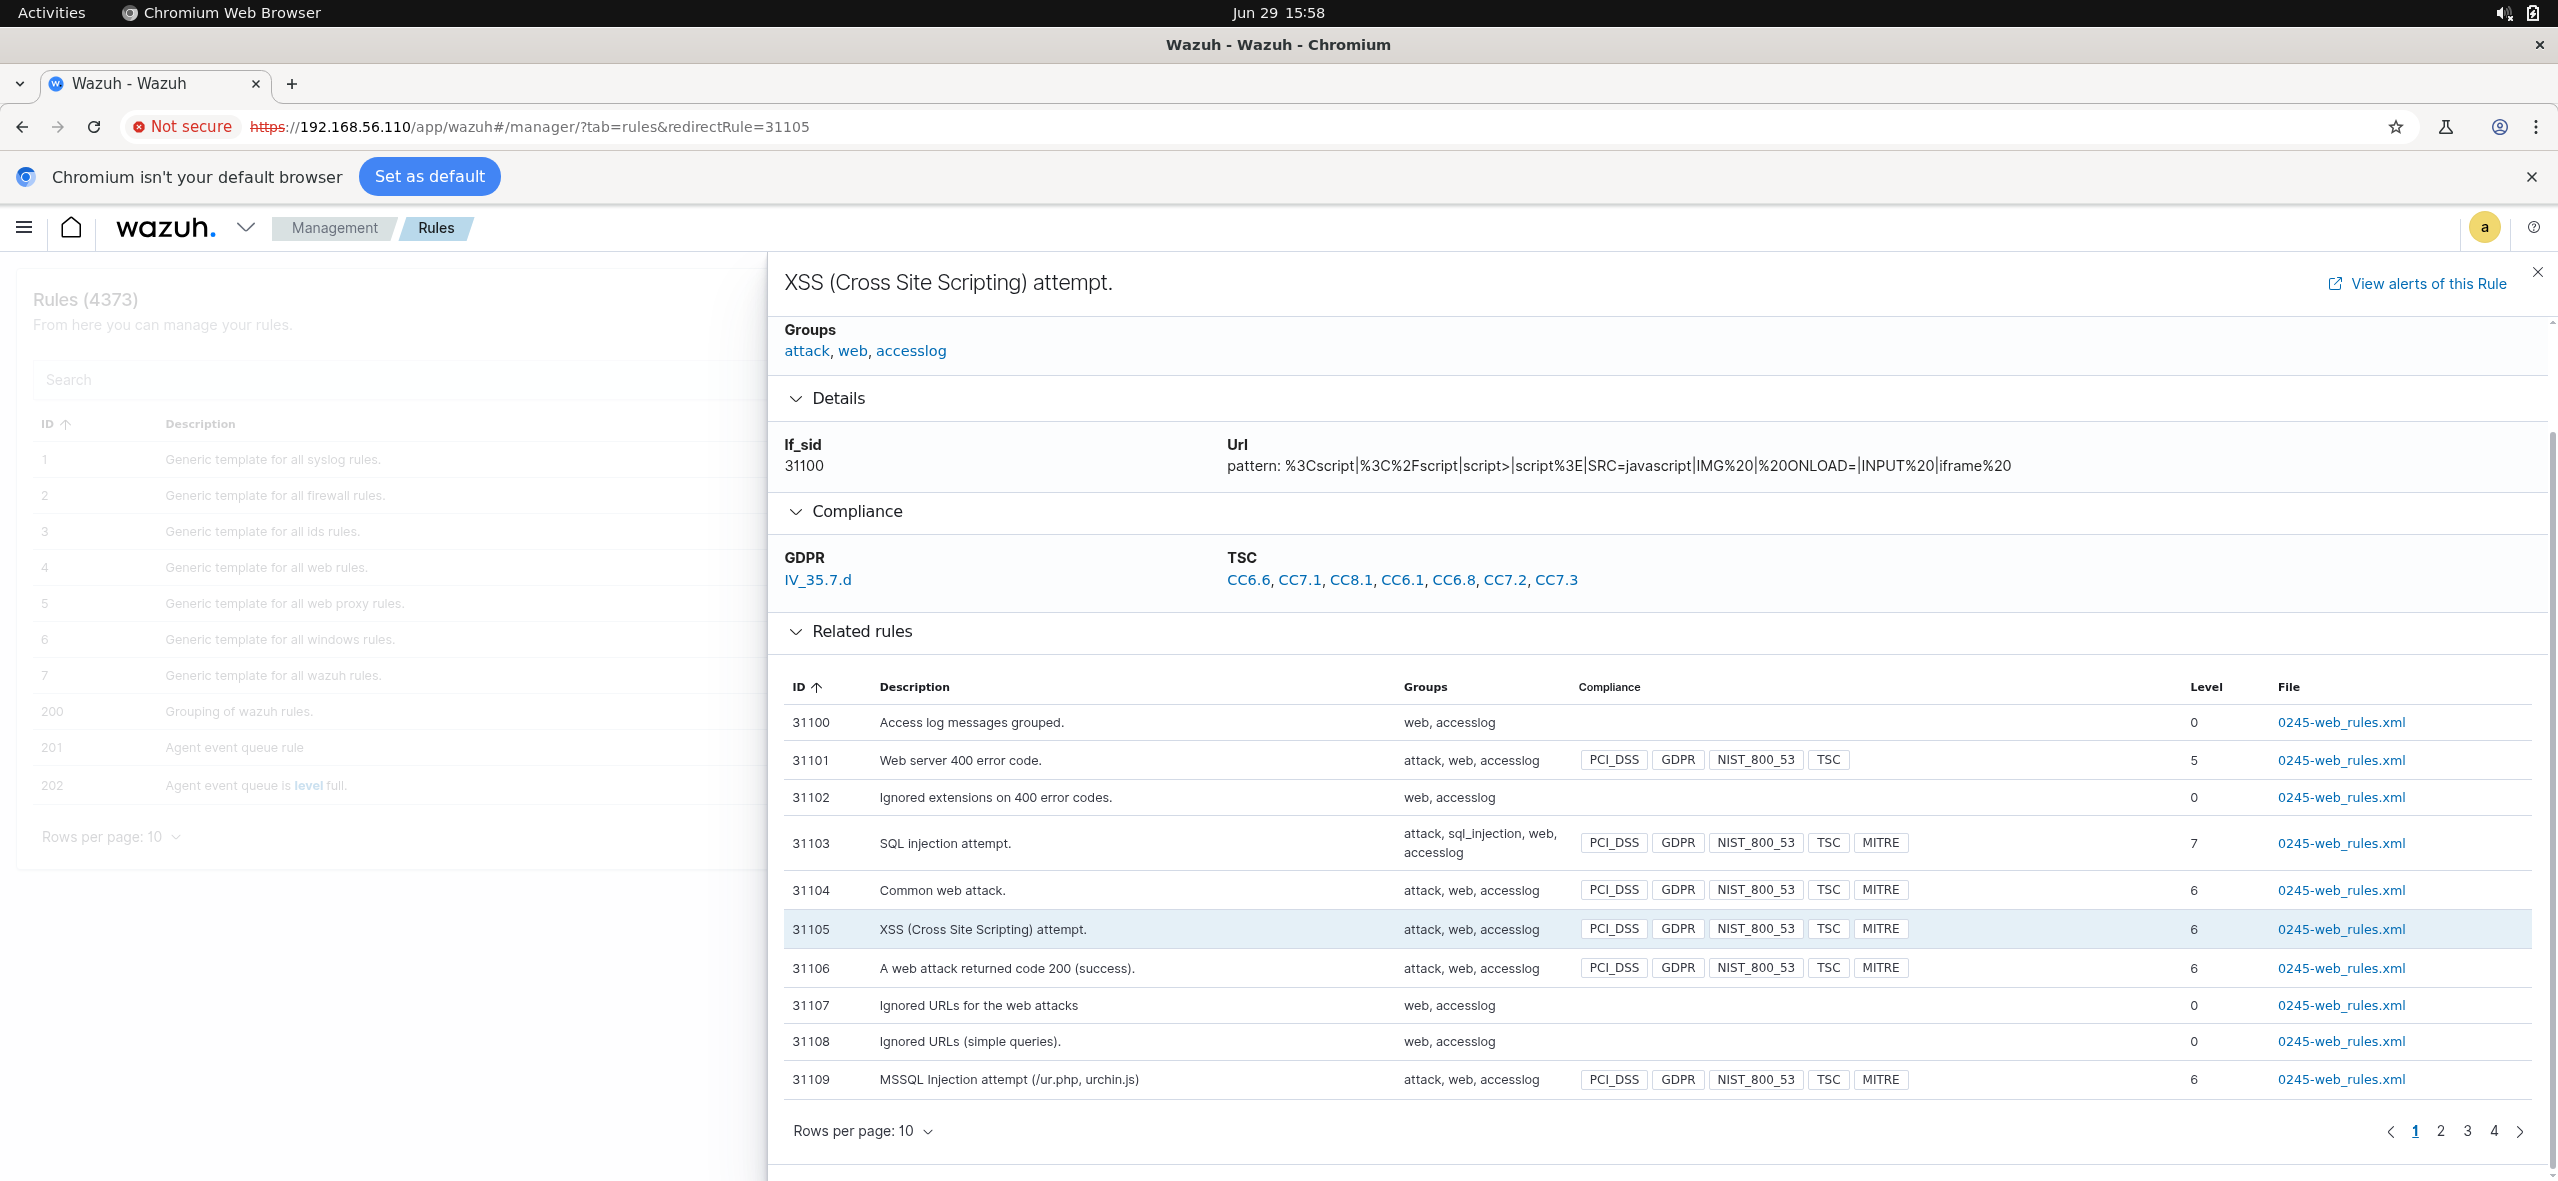 Activities Chromium Web Browser Jun 29 15:58
Wazuh - Wazuh - Chromium
Wazuh - Wazuh
Not secure https://192.168.56.110/app/wazuh#/manager/?tab=rules&redirectRule=31105
Chromium isn't your default browser Set as default
wazuh. Management Rules a
Rules (4373)
From here you can manage your rules.
Search
ID Description
1 Generic template for all syslog rules.
2 Generic template for all firewall rules.
3 Generic template for all ids rules.
4 Generic template for all web rules.
5 Generic template for all web proxy rules.
6 Generic template for all windows rules.
7 Generic template for all wazuh rules.
200 Grouping of wazuh rules.
201 Agent event queue rule
202 Agent event queue is level full.
Rows per page: 10
XSS (Cross Site Scripting) attempt.
View alerts of this Rule
Groups
attack, web, accesslog
Details
If_sid Url
31100 pattern: %3Cscript|%3C%2Fscript|script>|script%3E|SRC=javascript|IMG%20|%20ONLOAD=|INPUT%20|iframe%20
Compliance
GDPR TSC
IV_35.7.d CC6.6, CC7.1, CC8.1, CC6.1, CC6.8, CC7.2, CC7.3
Related rules
ID Description Groups Compliance Level File
31100 Access log messages grouped. web, accesslog 0 0245-web_rules.xml
31101 Web server 400 error code. attack, web, accesslog PCI_DSS GDPR NIST_800_53 TSC 5 0245-web_rules.xml
31102 Ignored extensions on 400 error codes. web, accesslog 0 0245-web_rules.xml
31103 SQL injection attempt. attack, sql_injection, web, accesslog PCI_DSS GDPR NIST_800_53 TSC MITRE 7 0245-web_rules.xml
31104 Common web attack. attack, web, accesslog PCI_DSS GDPR NIST_800_53 TSC MITRE 6 0245-web_rules.xml
31105 XSS (Cross Site Scripting) attempt. attack, web, accesslog PCI_DSS GDPR NIST_800_53 TSC MITRE 6 0245-web_rules.xml
31106 A web attack returned code 200 (success). attack, web, accesslog PCI_DSS GDPR NIST_800_53 TSC MITRE 6 0245-web_rules.xml
31107 Ignored URLs for the web attacks web, accesslog 0 0245-web_rules.xml
31108 Ignored URLs (simple queries). web, accesslog 0 0245-web_rules.xml
31109 MSSQL Injection attempt (/ur.php, urchin.js) attack, web, accesslog PCI_DSS GDPR NIST_800_53 TSC MITRE 6 0245-web_rules.xml
Rows per page: 10 1 2 3 4